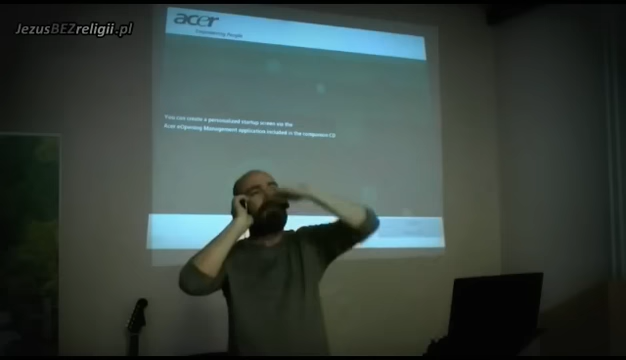 JezusBEZreligii.pl
acer
Empowering People
You can create a personalized startup screen via the
Acer eOpening Management application included in the companion CD